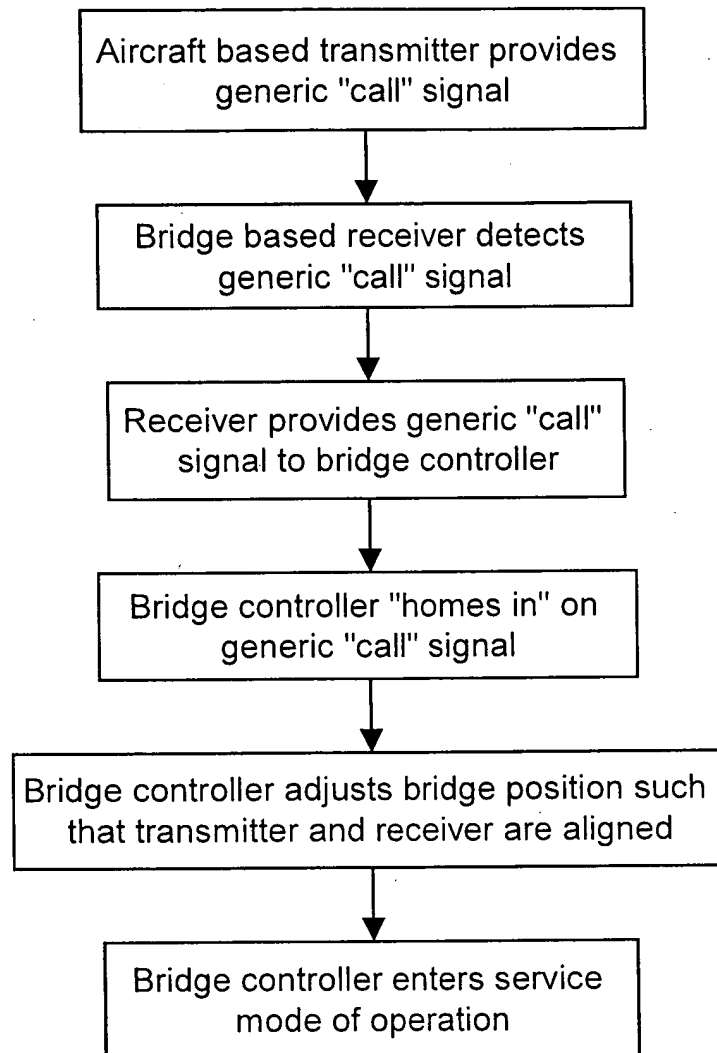 Aircraft based transmitter provides
generic "call" signal
Bridge based receiver detects
generic "call" signal
Receiver provides generic "call"
signal to bridge controller
Bridge controller "homes in" on
generic "call" signal
Bridge controller adjusts bridge position such
that transmitter and receiver are aligned
Bridge controller enters service
mode of operation